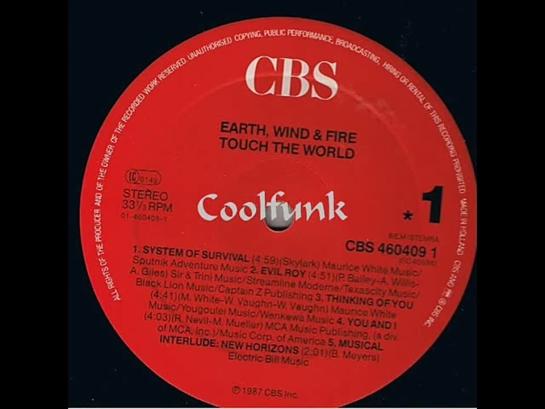 ALL RIGHTS OF THE PRODUCER AND OF THE OWNER OF THE RECORDED WORK RESERVED. UNAUTHORISED COPYING, PUBLIC PERFORMANCE, BROADCASTING, HIRING OR RENTAL OF THIS RECORDING PROHIBITED
MADE IN HOLLAND
CBS
EARTH, WIND & FIRE
TOUCH THE WORLD
STEREO
33⅓ RPM
01-460409-1
Coolfunk
* 1
BIEM/STEMRA
CBS 460409 1
1. SYSTEM OF SURVIVAL (4:59)(Skylark) Maurice White Music/
Sputnik Adventure Music 2. EVIL ROY (4:51)(P. Bailey-A. Willis-
A. Giles) Sir & Trini Music/Streamline Moderne/Texascity Music/
Black Lion Music/Captain Z Publishing 3. THINKING OF YOU
(4:41)(M. White-W. Vaughn-W. Vaughn) Maurice White
Music/Yougoulei Music/Wenkewa Music 4. YOU AND I
(4:03)(R. Nevil-M. Mueller) MCA Music Publishing, (a div.
of MCA, Inc.)/Music Corp. of America 5. MUSICAL
INTERLUDE: NEW HORIZONS (2:01)(B. Meyers)
Electric Bill Music
℗1987 CBS Inc.